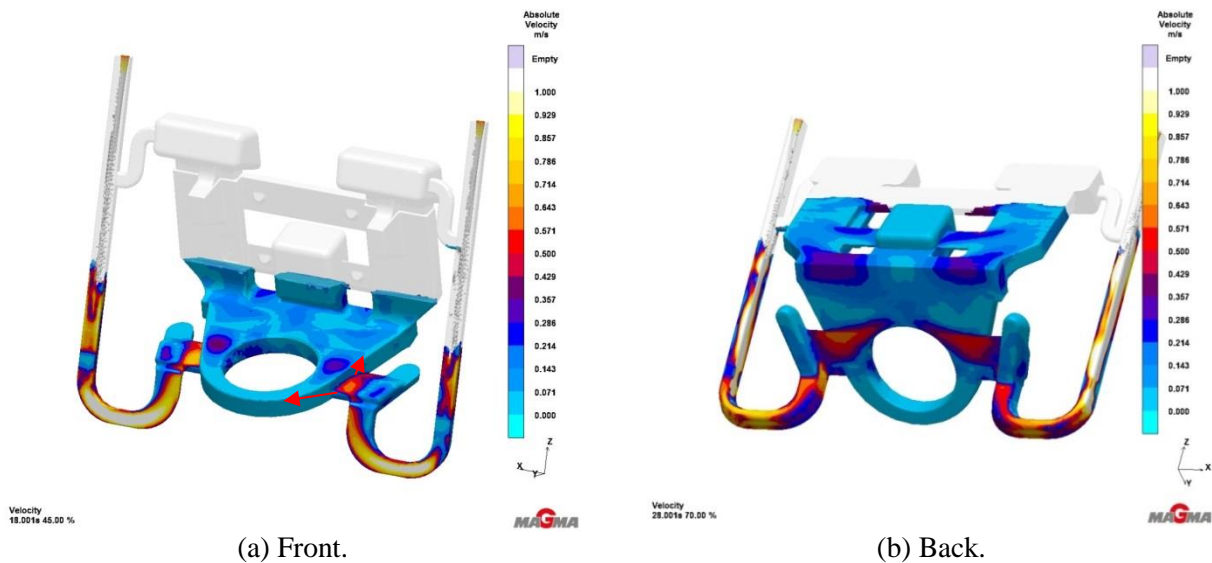 Absolute
Velocity
m/s
Empty
1.000
0.929
0.857
0.786
0.714
0.643
0.571
0.500
0.429
0.357
0.286
0.214
0.143
0.071
0.000
Z
X
Y
Velocity
18.001s 45.00 %
MAGMA
(a) Front.
Absolute
Velocity
m/s
Empty
1.000
0.929
0.857
0.786
0.714
0.643
0.571
0.500
0.429
0.357
0.286
0.214
0.143
0.071
0.000
Z
X
Y
Velocity
28.001s 70.00 %
MAGMA
(b) Back.